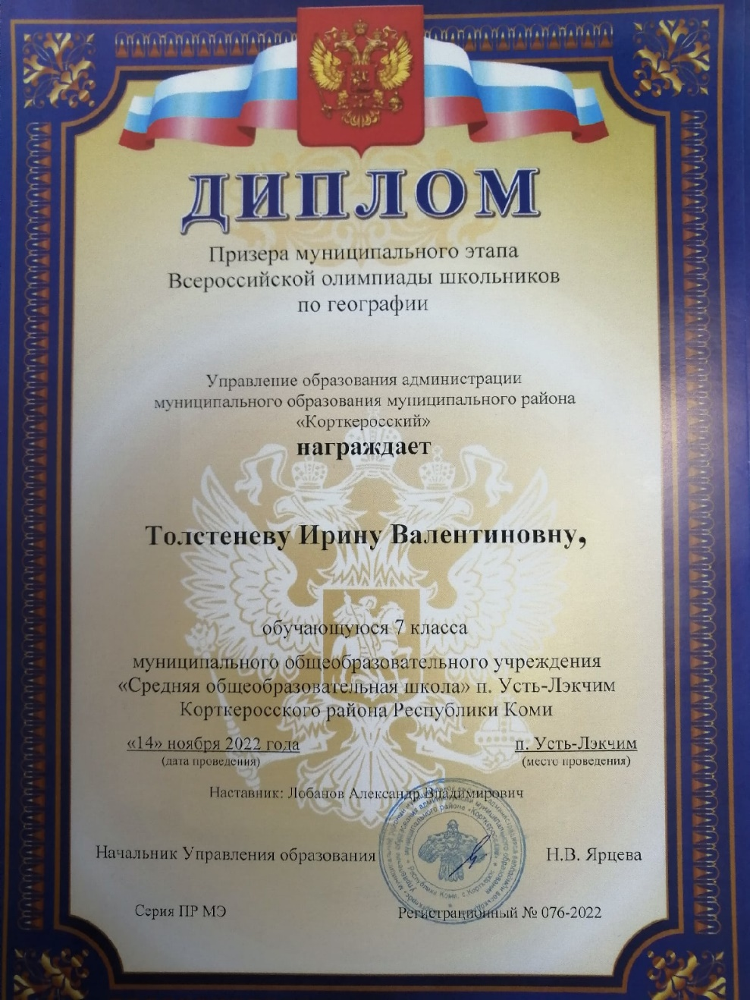 ДИПЛОМ
Призера муниципального этапа
Всероссийской олимпиады школьников
по географии
Управление образования администрации
муниципального образования муниципального района
«Корткеросский»
награждает
Толстеневу Ирину Валентиновну,
обучающуюся 7 класса
муниципального общеобразовательного учреждения
«Средняя общеобразовательная школа» п. Усть-Лэкчим
Корткеросского района Республики Коми
«14» ноября 2022 года п. Усть-Лэкчим
(дата проведения) (место проведения)
Наставник: Лобанов Александр Владимирович
Начальник Управления образования Н.В. Ярцева
Серия ПР МЭ Регистрационный № 076-2022